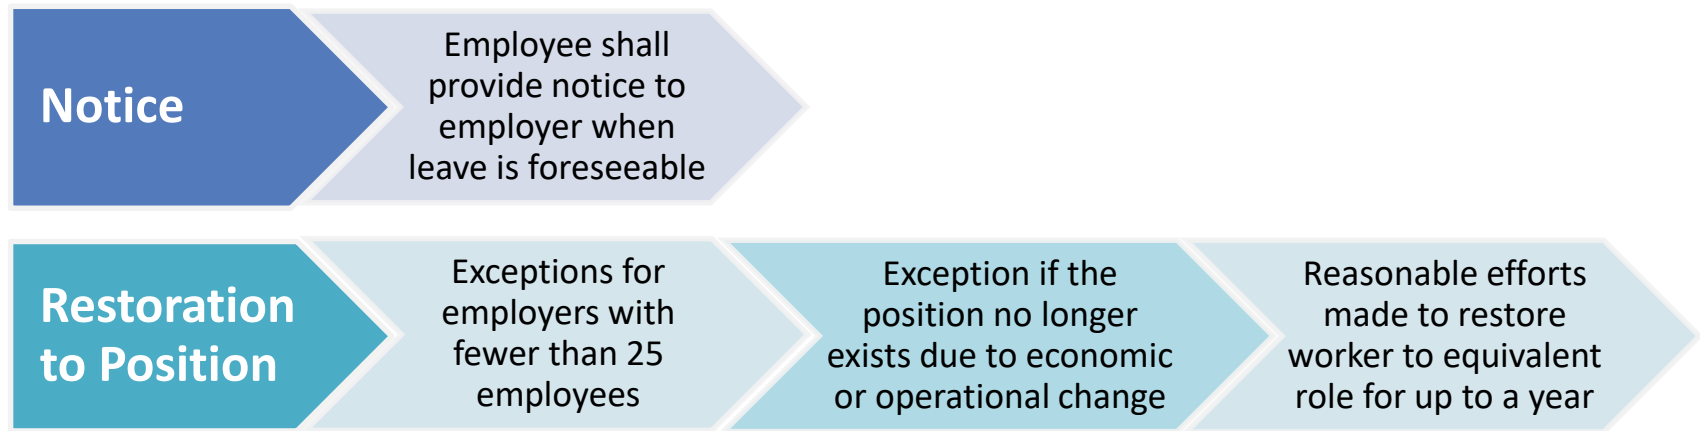 Notice
Employee shall
provide notice to
employer when
leave is foreseeable
Restoration
to Position
Exceptions for
employers with
fewer than 25
employees
Exception if the
position no longer
exists due to economic
or operational change
Reasonable efforts
made to restore
worker to equivalent
role for up to a year